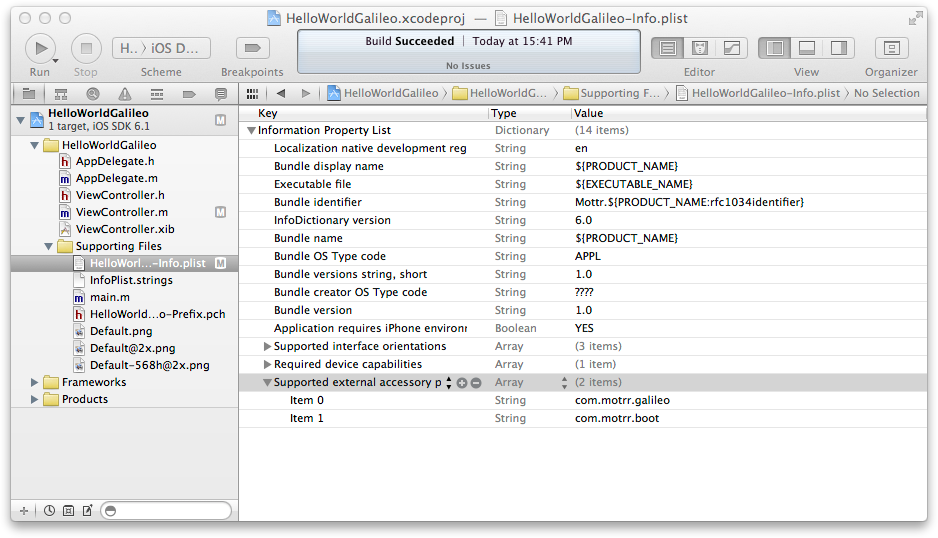 HelloWorldGalileo.xcodeproj — HelloWorldGalileo-Info.plist
Run
Stop
H.. › iOS D...
Scheme
Breakpoints
Build Succeeded | Today at 15:41 PM
No Issues
Editor
View
Organizer
HelloWorldGalileo › HelloWorldG... › Supporting F... › HelloWorldGalileo-Info.plist › No Selection
HelloWorldGalileo
1 target, iOS SDK 6.1
M
HelloWorldGalileo
h AppDelegate.h
m AppDelegate.m
h ViewController.h
m ViewController.m M
ViewController.xib
Supporting Files
HelloWorl...-Info.plist M
InfoPlist.strings
m main.m
h HelloWorld...o-Prefix.pch
Default.png
Default@2x.png
Default-568h@2x.png
Frameworks
Products
Key Type Value
Information Property List Dictionary (14 items)
Localization native development reg String en
Bundle display name String ${PRODUCT_NAME}
Executable file String ${EXECUTABLE_NAME}
Bundle identifier String Mottr.${PRODUCT_NAME:rfc1034identifier}
InfoDictionary version String 6.0
Bundle name String ${PRODUCT_NAME}
Bundle OS Type code String APPL
Bundle versions string, short String 1.0
Bundle creator OS Type code String ????
Bundle version String 1.0
Application requires iPhone environm Boolean YES
Supported interface orientations Array (3 items)
Required device capabilities Array (1 item)
Supported external accessory p Array (2 items)
Item 0 String com.motrr.galileo
Item 1 String com.motrr.boot